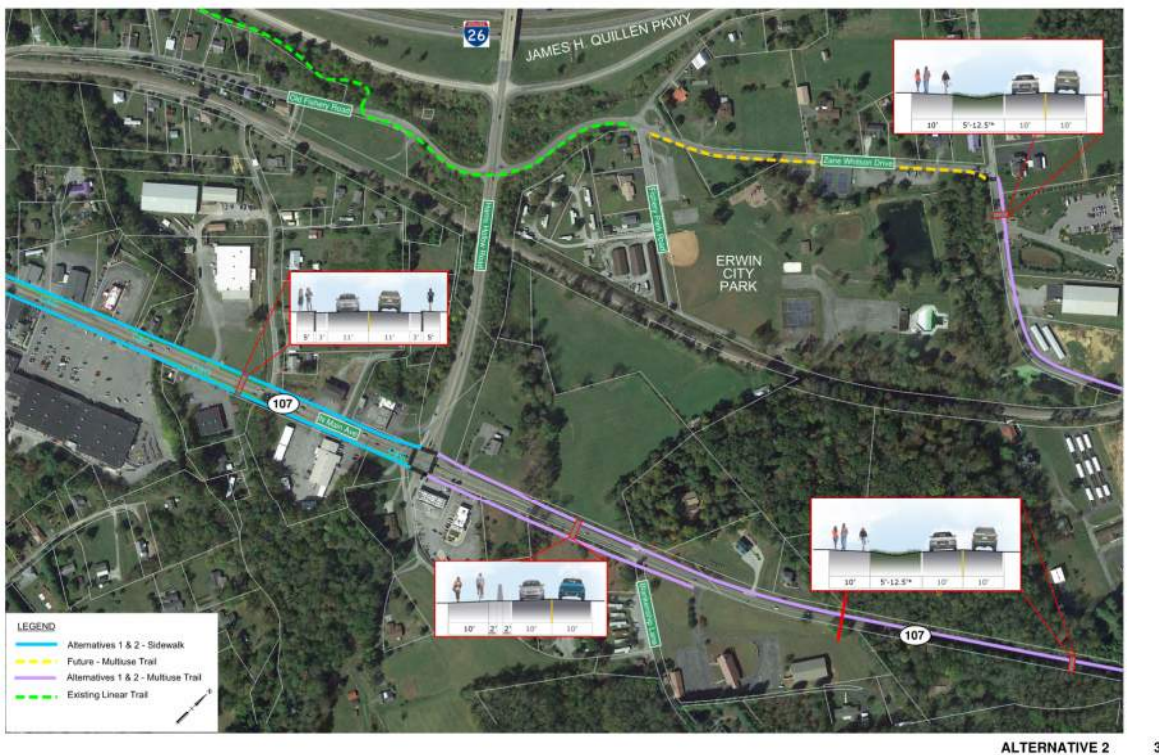 INTERSTATE
26
JAMES H. QUILLEN PKWY
Old Fishery Road
10' 5'-12.5'* 10' 10'
Zane Whitson Drive
Fishery Park Road
ERWIN
CITY
PARK
5' 3' 11' 11' 3' 5'
107
N Main Ave
10' 5'-12.5'* 10' 10'
10' 2' 2' 10' 10'
107
LEGEND
Alternatives 1 & 2 - Sidewalk
Future - Multiuse Trail
Alternatives 1 & 2 - Multiuse Trail
Existing Linear Trail
Z
ALTERNATIVE 2 3